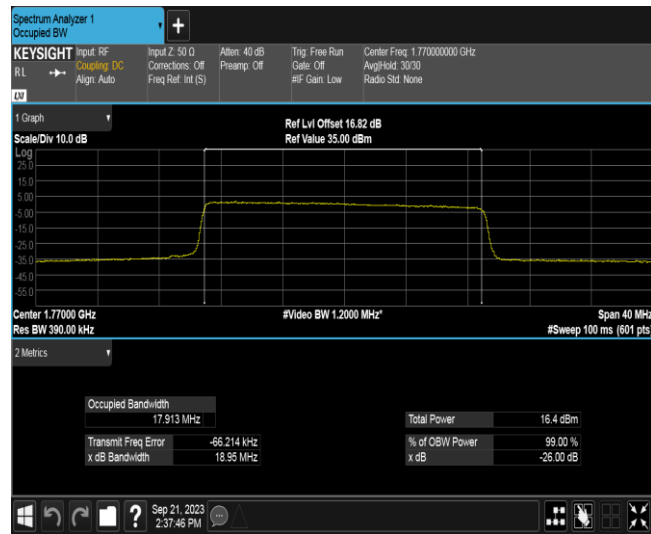 Spectrum Analyzer 1
Occupied BW
KEYSIGHT
R L
LXI
Input: RF
Coupling: DC
Align: Auto
Input Z: 50 Ω
Corrections: Off
Freq Ref: Int (S)
Atten: 40 dB
Preamp: Off
Trig: Free Run
Gate: Off
#IF Gain: Low
Center Freq: 1.770000000 GHz
Avg|Hold: 30/30
Radio Std: None
1 Graph
Scale/Div 10.0 dB
Ref Lvl Offset 16.82 dB
Ref Value 35.00 dBm
Log
25.0
15.0
5.00
-5.00
-15.0
-25.0
-35.0
-45.0
-55.0
Center 1.77000 GHz
Res BW 390.00 kHz
#Video BW 1.2000 MHz*
Span 40 MHz
#Sweep 100 ms (601 pts
2 Metrics
Occupied Bandwidth
17.913 MHz
Transmit Freq Error -66.214 kHz
x dB Bandwidth 18.95 MHz
Total Power 16.4 dBm
% of OBW Power 99.00 %
x dB -26.00 dB
?
Sep 21, 2023
2:37:46 PM